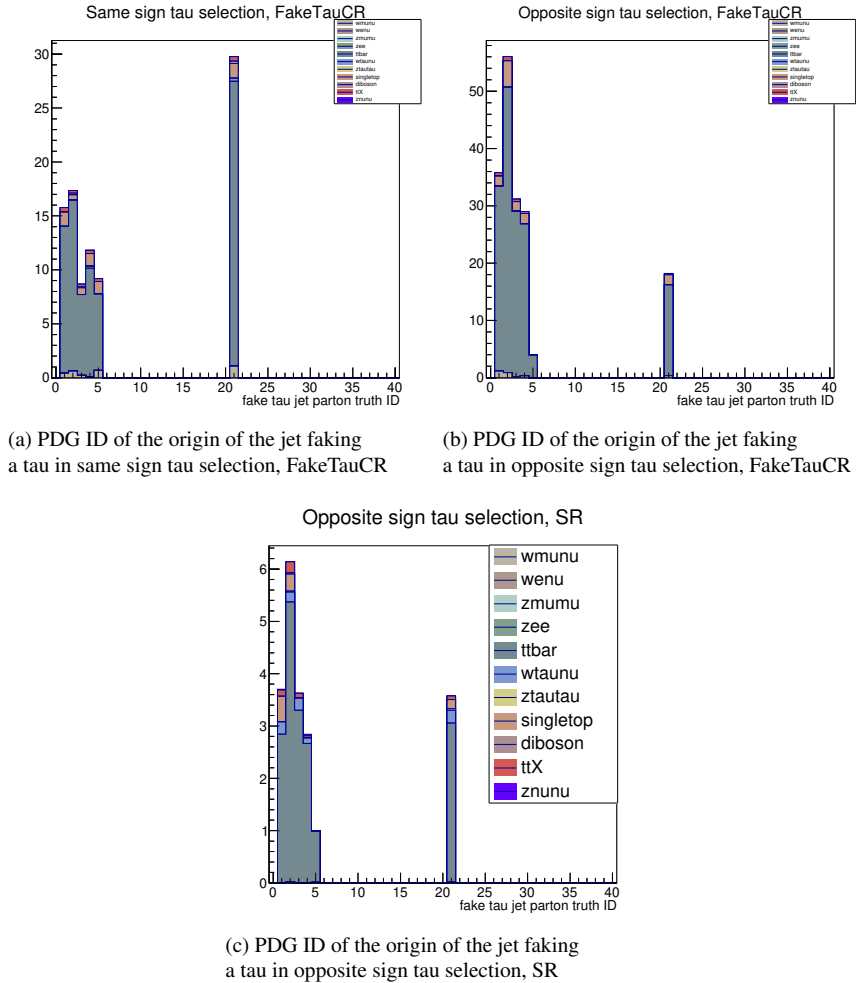 Same sign tau selection, FakeTauCR
wmunu
wenu
zmumu
zee
ttbar
wtaunu
ztautau
singletop
diboson
ttX
znunu
30
25
20
15
10
5
0
0 5 10 15 20 25 30 35 40
fake tau jet parton truth ID
(a) PDG ID of the origin of the jet faking
a tau in same sign tau selection, FakeTauCR
Opposite sign tau selection, FakeTauCR
wmunu
wenu
zmumu
zee
ttbar
wtaunu
ztautau
singletop
diboson
ttX
znunu
50
40
30
20
10
0
0 5 10 15 20 25 30 35 40
fake tau jet parton truth ID
(b) PDG ID of the origin of the jet faking
a tau in opposite sign tau selection, FakeTauCR
Opposite sign tau selection, SR
wmunu
wenu
zmumu
zee
ttbar
wtaunu
ztautau
singletop
diboson
ttX
znunu
6
5
4
3
2
1
0
0 5 10 15 20 25 30 35 40
fake tau jet parton truth ID
(c) PDG ID of the origin of the jet faking
a tau in opposite sign tau selection, SR